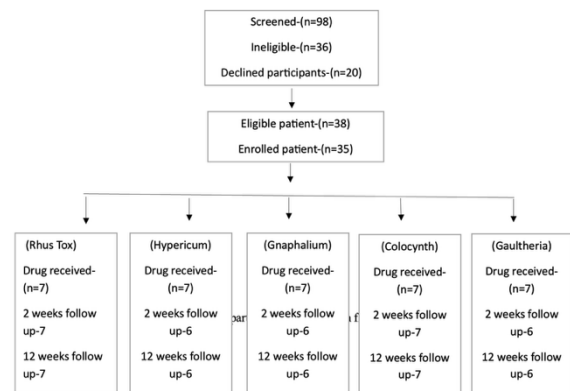 Screened-(n=98)
Ineligible-(n=36)
Declined participants-(n=20)
Eligible patient-(n=38)
Enrolled patient-(n=35)
(Rhus Tox)
Drug received-
(n=7)
2 weeks follow
up-7
12 weeks follow
up-7
(Hypericum)
Drug received-
(n=7)
2 weeks follow
up-6
12 weeks follow
up-6
(Gnaphalium)
Drug received-
(n=7)
2 weeks follow
up-6
12 weeks follow
up-6
(Colocynth)
Drug received-
(n=7)
2 weeks follow
up-7
12 weeks follow
up-7
(Gaultheria)
Drug received-
(n=7)
2 weeks follow
up-6
12 weeks follow
up-6